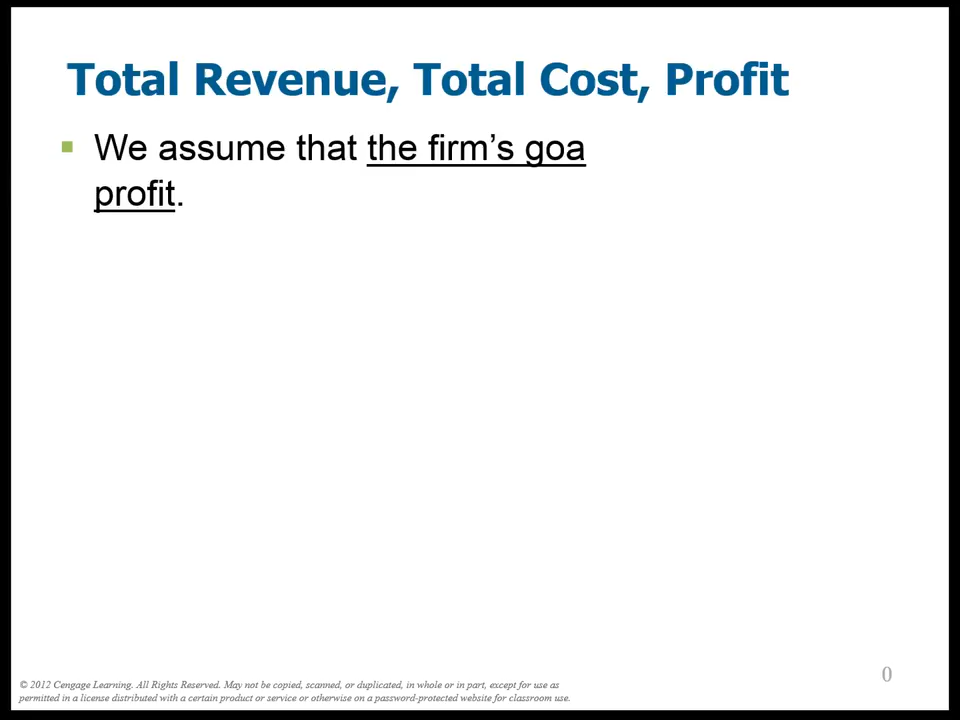 Total Revenue, Total Cost, Profit
We assume that the firm’s goa
profit.
© 2012 Cengage Learning. All Rights Reserved. May not be copied, scanned, or duplicated, in whole or in part, except for use as
permitted in a license distributed with a certain product or service or otherwise on a password-protected website for classroom use.
0